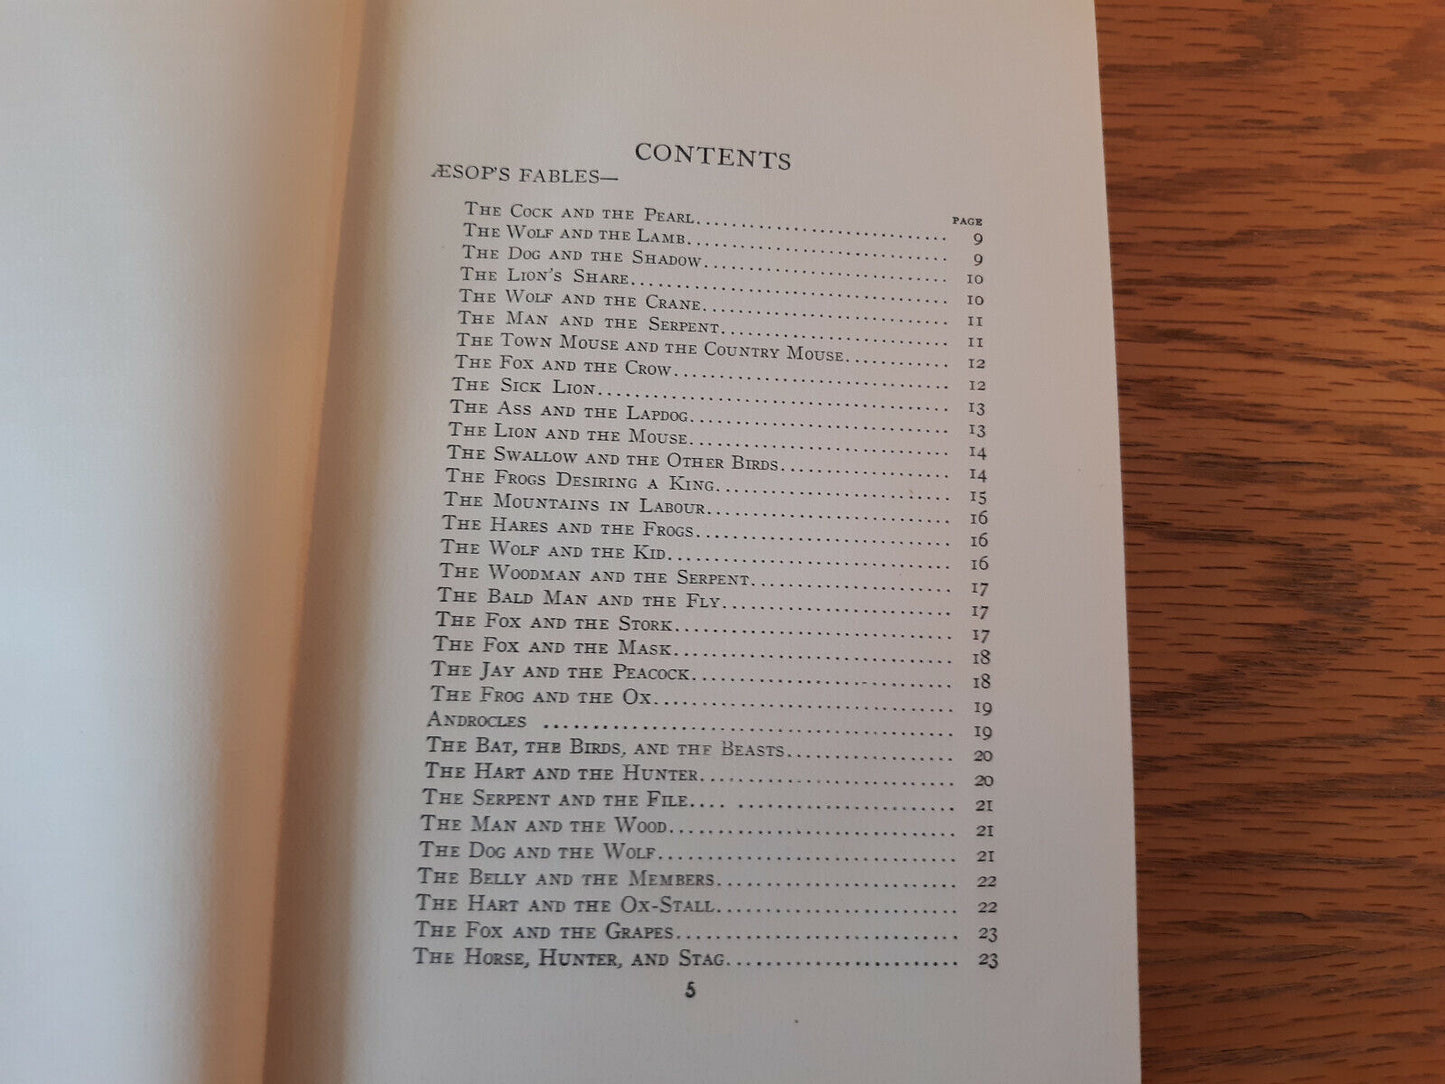 CONTENTS
ÆSOP'S FABLES—
PAGE
The Cock and the Pearl............................ 9
The Wolf and the Lamb............................. 9
The Dog and the Shadow........................... 10
The Lion's Share.................................. 10
The Wolf and the Crane........................... 11
The Man and the Serpent......................... 11
The Town Mouse and the Country Mouse............ 12
The Fox and the Crow.............................. 12
The Sick Lion...................................... 13
The Ass and the Lapdog............................ 13
The Lion and the Mouse............................ 14
The Swallow and the Other Birds.................. 14
The Frogs Desiring a King......................... 15
The Mountains in Labour.......................... 16
The Hares and the Frogs........................... 16
The Wolf and the Kid.............................. 16
The Woodman and the Serpent..................... 17
The Bald Man and the Fly......................... 17
The Fox and the Stork............................. 17
The Fox and the Mask.............................. 18
The Jay and the Peacock........................... 18
The Frog and the Ox............................... 19
Androcles ......................................... 19
The Bat, the Birds, and the Beasts................ 20
The Hart and the Hunter.......................... 20
The Serpent and the File.... ...................... 21
The Man and the Wood............................. 21
The Dog and the Wolf.............................. 21
The Belly and the Members........................ 22
The Hart and the Ox-Stall........................ 22
The Fox and the Grapes............................ 23
The Horse, Hunter, and Stag....................... 23
5